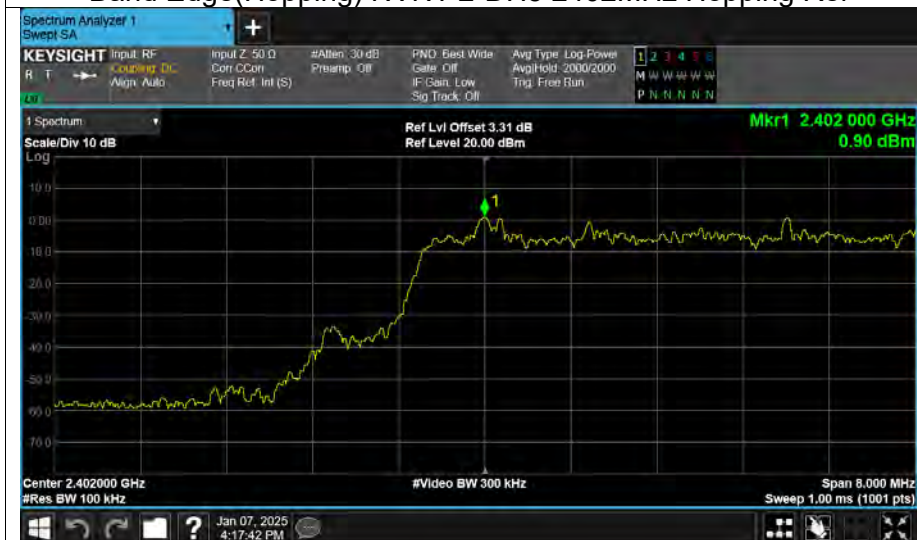 Spectrum Analyzer 1
Swept SA
+
KEYSIGHT Input: RF Input Z: 50 Ω #Atten: 30 dB PNO: Best Wide Avg Type: Log-Power 1 2 3 4 5 6
R T Coupling: DC Corr CCorr Preamp: Off Gate: Off Avg|Hold: 2000/2000 M W W W W W
Align: Auto Freq Ref: Int (S) IF Gain: Low Trig: Free Run P N N N N N
Sig Track: Off
1 Spectrum Ref Lvl Offset 3.31 dB Mkr1 2.402 000 GHz
Scale/Div 10 dB Ref Level 20.00 dBm 0.90 dBm
Log
10.0
0.00
-10.0
-20.0
-30.0
-40.0
-50.0
-60.0
-70.0
1
Center 2.402000 GHz #Video BW 300 kHz Span 8.000 MHz
#Res BW 100 kHz Sweep 1.00 ms (1001 pts)
? Jan 07, 2025
4:17:42 PM